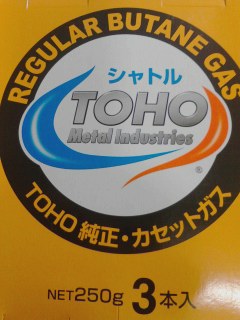 REGULAR BUTANE GAS
シャトル
TOHO
Metal Industries
®
TOHO 純正・カセットガス
NET250g 3本入